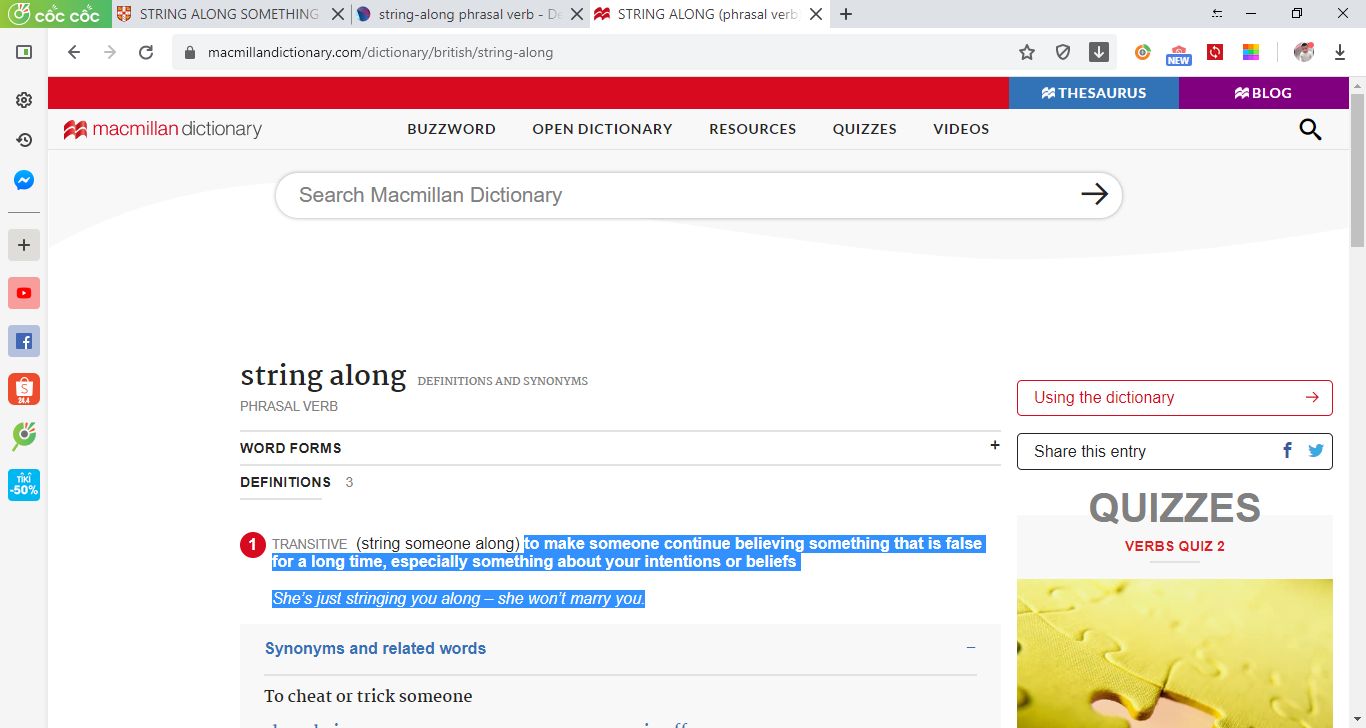 cốc cốc
STRING ALONG SOMETHING
string-along phrasal verb - De
STRING ALONG (phrasal verb
macmillandictionary.com/dictionary/british/string-along
NEW
THESAURUS
BLOG
macmillan dictionary
BUZZWORD
OPEN DICTIONARY
RESOURCES
QUIZZES
VIDEOS
Search Macmillan Dictionary
string along DEFINITIONS AND SYNONYMS
PHRASAL VERB
WORD FORMS +
DEFINITIONS 3
1 TRANSITIVE (string someone along) to make someone continue believing something that is false
for a long time, especially something about your intentions or beliefs
She’s just stringing you along – she won’t marry you.
Synonyms and related words –
To cheat or trick someone
Using the dictionary
Share this entry
QUIZZES
VERBS QUIZ 2
24.4
TIKI
-50%